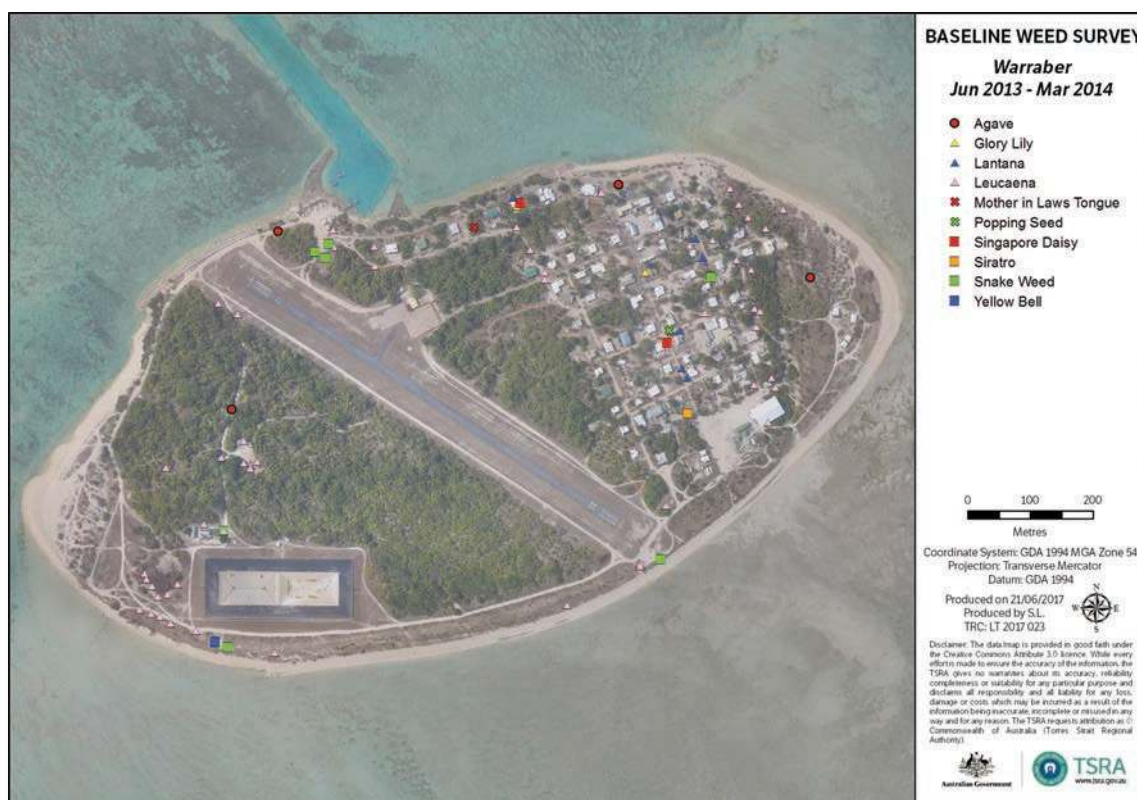 BASELINE WEED SURVEY
Warraber
Jun 2013 - Mar 2014
Agave
Glory Lily
Lantana
Leucaena
Mother in Laws Tongue
Popping Seed
Singapore Daisy
Siratro
Snake Weed
Yellow Bell
0 100 200
Metres
Coordinate System: GDA 1994 MGA Zone 54
Projection: Transverse Mercator
Datum: GDA 1994
Produced on 21/06/2017
Produced by S.L.
TRC: LT 2017 023
N
W E
S
Disclaimer: The data/map is provided in good faith under
the Creative Commons Attribute 3.0 licence. While every
effort is made to ensure the accuracy of the information, the
TSRA gives no warranties about its accuracy, reliability
completeness or suitability for any particular purpose and
disclaims all responsibility and all liability for any loss,
damage or costs which may be incurred as a result of the
information being inaccurate, incomplete or misused in any
way and for any reason. The TSRA requests attribution as ©
Commonwealth of Australia (Torres Strait Regional
Authority).
Australian Government
TSRA
www.tsra.gov.au